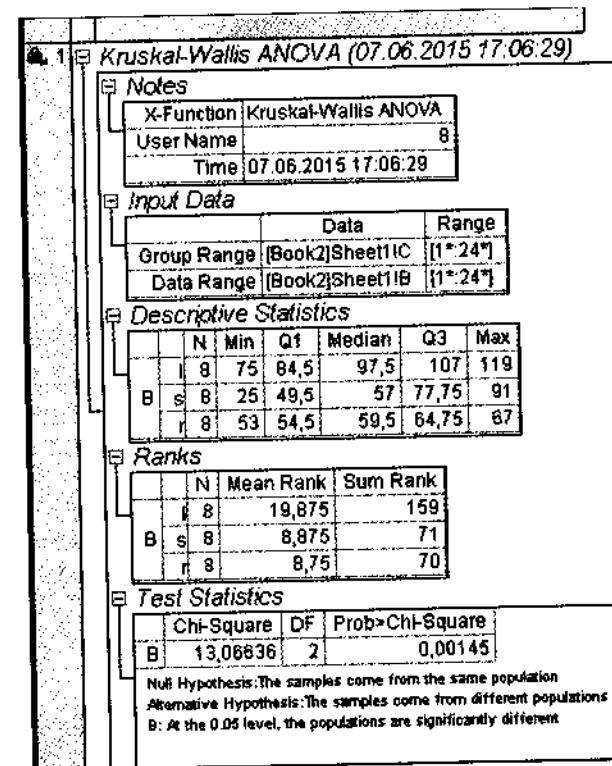 1 Kruskal-Wallis ANOVA (07.06.2015 17:06:29)
Notes
X-Function Kruskal-Wallis ANOVA
User Name 8
Time 07.06.2015 17:06:29
Input Data
Data Range
Group Range [Book2]Sheet1!C [1*:24*]
Data Range [Book2]Sheet1!B [1*:24*]
Descriptive Statistics
N Min Q1 Median Q3 Max
l 8 75 84,5 97,5 107 119
B s 8 25 49,5 57 77,75 91
r 8 53 54,5 59,5 64,75 67
Ranks
N Mean Rank Sum Rank
l 8 19,875 159
B s 8 8,875 71
r 8 8,75 70
Test Statistics
Chi-Square DF Prob>Chi-Square
B 13,06636 2 0,00145
Null Hypothesis:The samples come from the same population
Alternative Hypothesis:The samples come from different populations
B: At the 0.05 level, the populations are significantly different